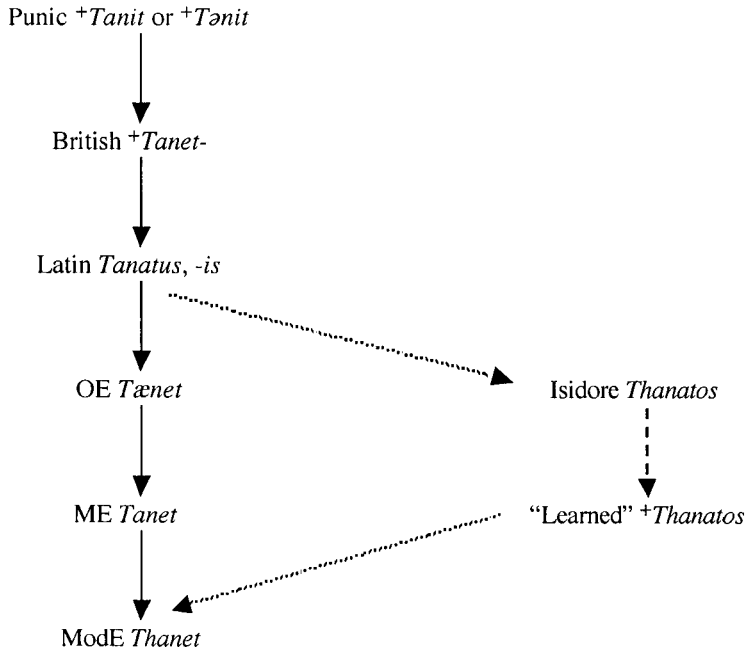 Punic ⁺Tanit or ⁺Tənit
British ⁺Tanet-
Latin Tanatus, -is
OE Tænet
Isidore Thanatos
ME Tanet
“Learned” ⁺Thanatos
ModE Thanet